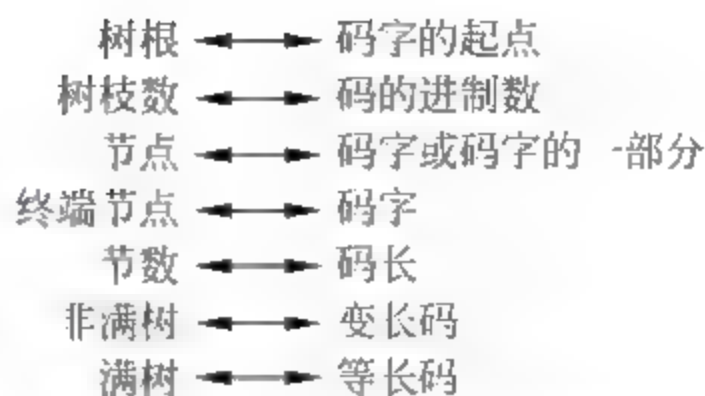 树根 ←→ 码字的起点
树枝数 ←→ 码的进制数
节点 ←→ 码字或码字的一部分
终端节点 ←→ 码字
节数 ←→ 码长
非满树 ←→ 变长码
满树 ←→ 等长码